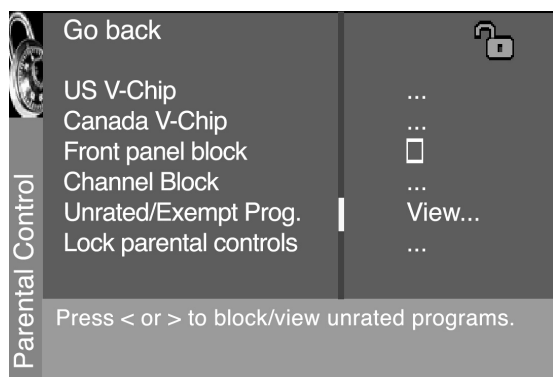 Parental Control
Go back
US V-Chip ...
Canada V-Chip ...
Front panel block
Channel Block ...
Unrated/Exempt Prog. View...
Lock parental controls ...
Press < or > to block/view unrated programs.